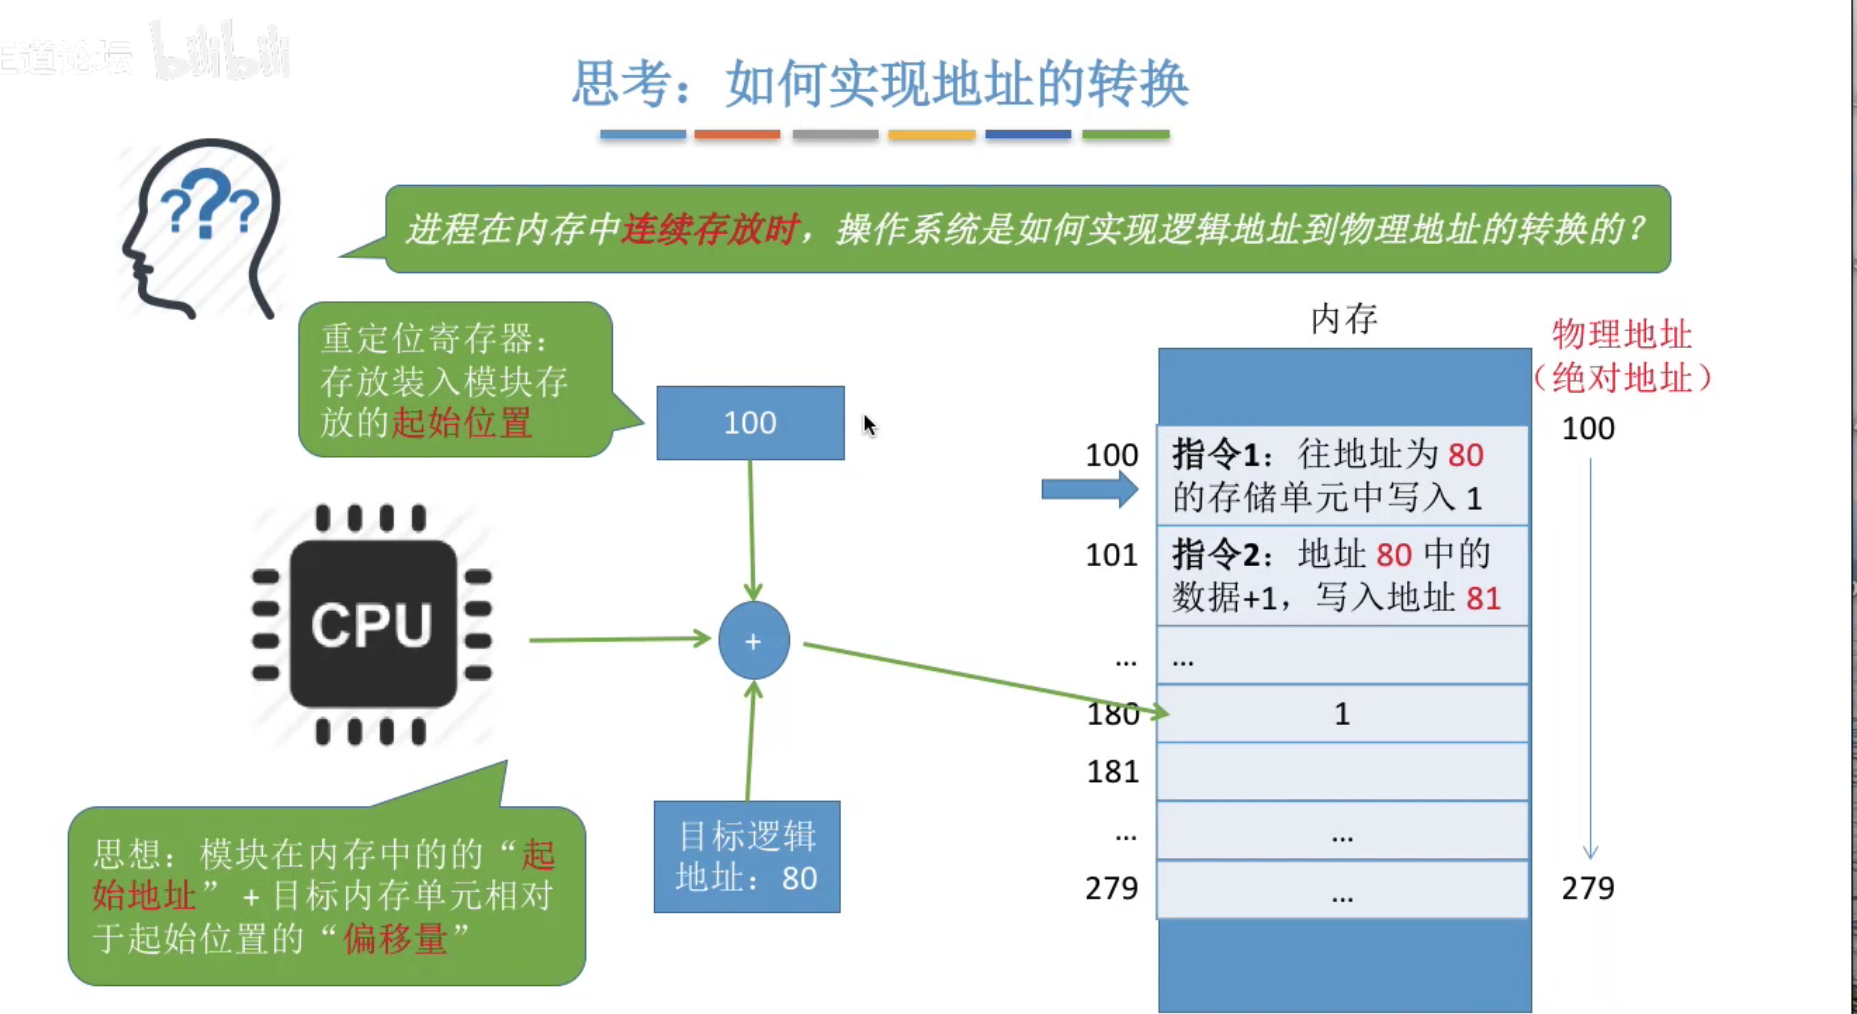 王道论坛 bilibili
思考：如何实现地址的转换
???
进程在内存中连续存放时，操作系统是如何实现逻辑地址到物理地址的转换的？
重定位寄存器：
存放装入模块存
放的起始位置
100
CPU
+
目标逻辑
地址：80
思想：模块在内存中的的“起
始地址”+目标内存单元相对
于起始位置的“偏移量”
内存
物理地址
（绝对地址）
100
100
指令1：往地址为 80
的存储单元中写入 1
101
指令2：地址 80 中的
数据+1，写入地址 81
...
...
180
1
181
...
...
279
...
279